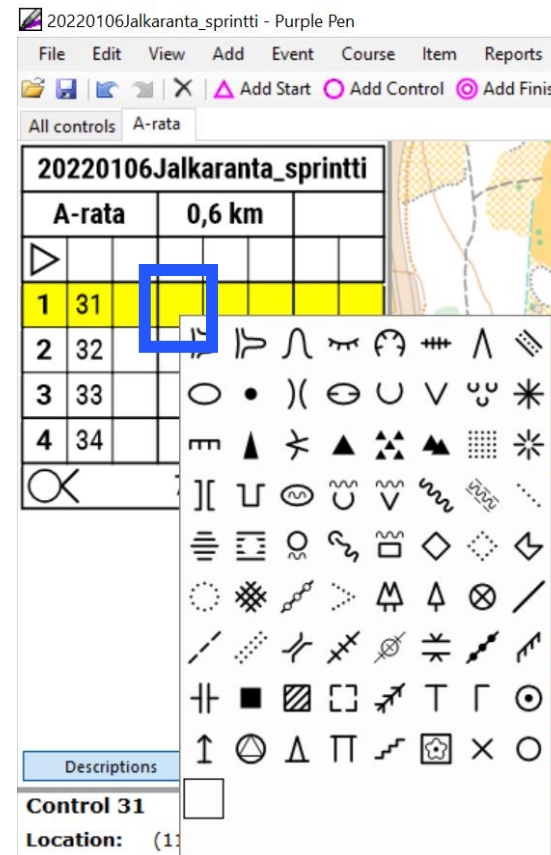 20220106Jalkaranta_sprintti - Purple Pen
File Edit View Add Event Course Item Reports
Add Start Add Control Add Finis
All controls A-rata
20220106Jalkaranta_sprintti
A-rata 0,6 km
1 31
2 32
3 33
4 34
Descriptions
Control 31
Location: (11